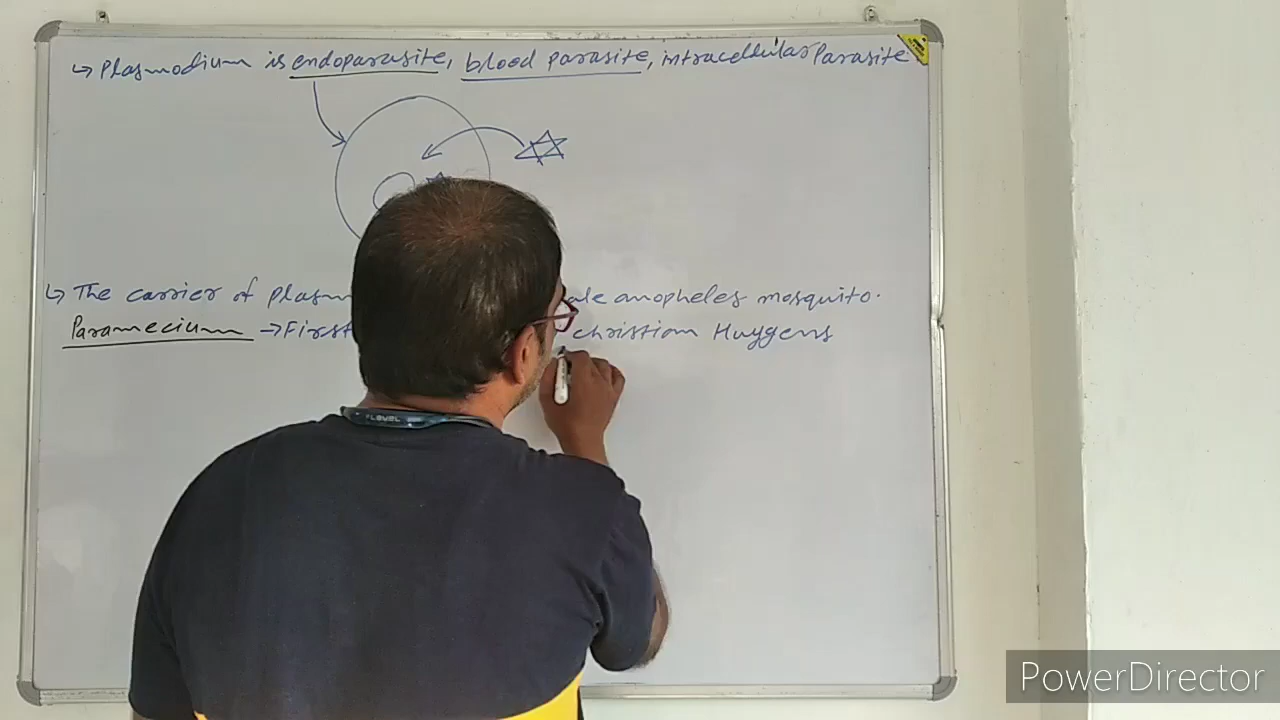 ↳ Plasmodium is endoparasite, blood parasite, intracellular Parasite
↳ The carrier of plasm ale anopheles mosquito.
Paramecium → First christian Huygens
LEVEL
PowerDirector